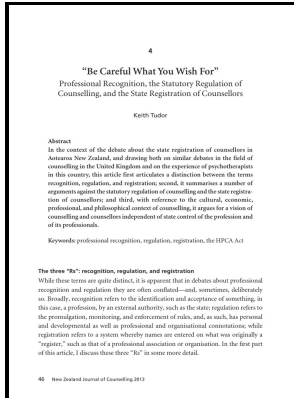 4
“Be Careful What You Wish For”
Professional Recognition, the Statutory Regulation of
Counselling, and the State Registration of Counsellors
Keith Tudor
Abstract
In the context of the debate about the state registration of counsellors in
Aotearoa New Zealand, and drawing both on similar debates in the field of
counselling in the United Kingdom and on the experience of psychotherapists
in this country, this article first articulates a distinction between the terms
recognition, regulation, and registration; second, it summarises a number of
arguments against the statutory regulation of counselling and the state registra-
tion of counsellors; and third, with reference to the cultural, economic,
professional, and philosophical context of counselling, it argues for a vision of
counselling and counsellors independent of state control of the profession and
of its professionals.
Keywords: professional recognition, regulation, registration, the HPCA Act
The three “Rs”: recognition, regulation, and registration
While these terms are quite distinct, it is apparent that in debates about professional
recognition and regulation they are often conflated—and, sometimes, deliberately
so. Broadly, recognition refers to the identification and acceptance of something, in
this case, a profession, by an external authority, such as the state; regulation refers to
the promulgation, monitoring, and enforcement of rules, and, as such, has personal
and developmental as well as professional and organisational connotations; while
registration refers to a system whereby names are entered on what was originally a
“register,” such as that of a professional association or organisation. In the first part
of this article, I discuss these three “Rs” in some more detail.
46 New Zealand Journal of Counselling 2013